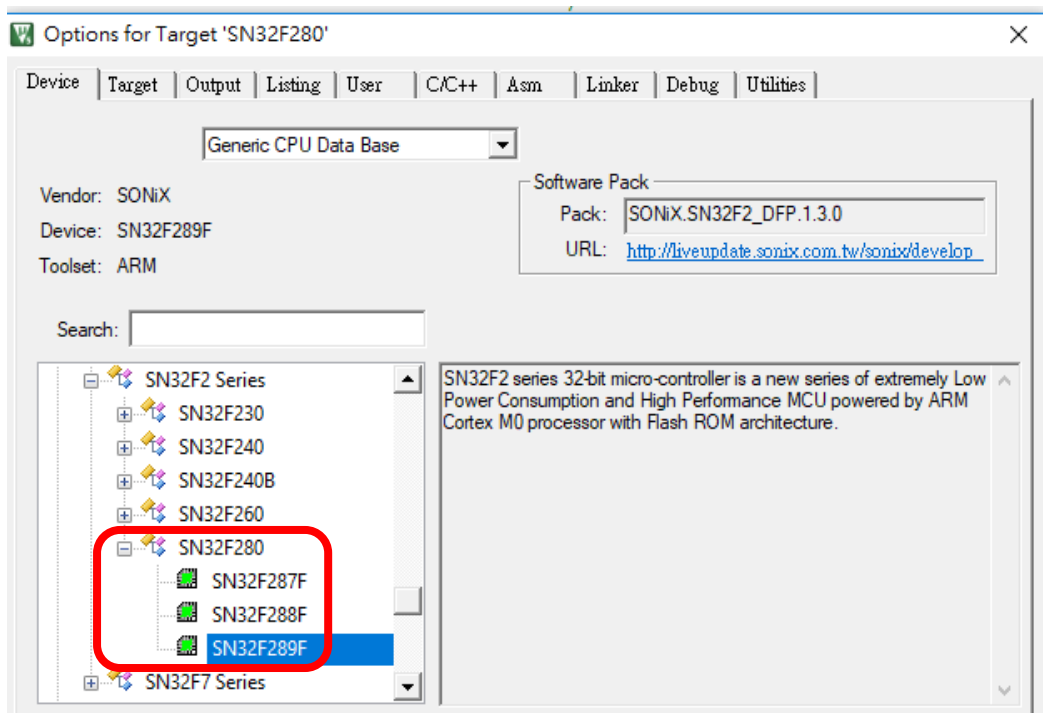 Options for Target 'SN32F280'
Device Target Output Listing User C/C++ Asm Linker Debug Utilities
Generic CPU Data Base
Software Pack
Vendor: SONiX
Pack: SONiX.SN32F2_DFP.1.3.0
Device: SN32F289F
URL: http://liveupdate.sonix.com.tw/sonix/develop_
Toolset: ARM
Search:
SN32F2 Series
SN32F230
SN32F240
SN32F240B
SN32F260
SN32F280
SN32F287F
SN32F288F
SN32F289F
SN32F7 Series
SN32F2 series 32-bit micro-controller is a new series of extremely Low
Power Consumption and High Performance MCU powered by ARM
Cortex M0 processor with Flash ROM architecture.